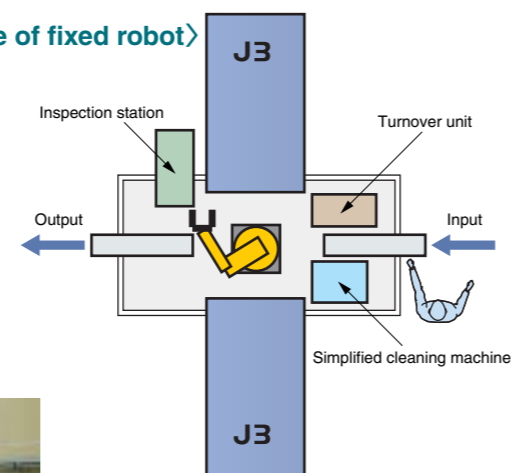 e of fixed robot〉
J3
Inspection station
Turnover unit
Output
Input
Simplified cleaning machine
J3